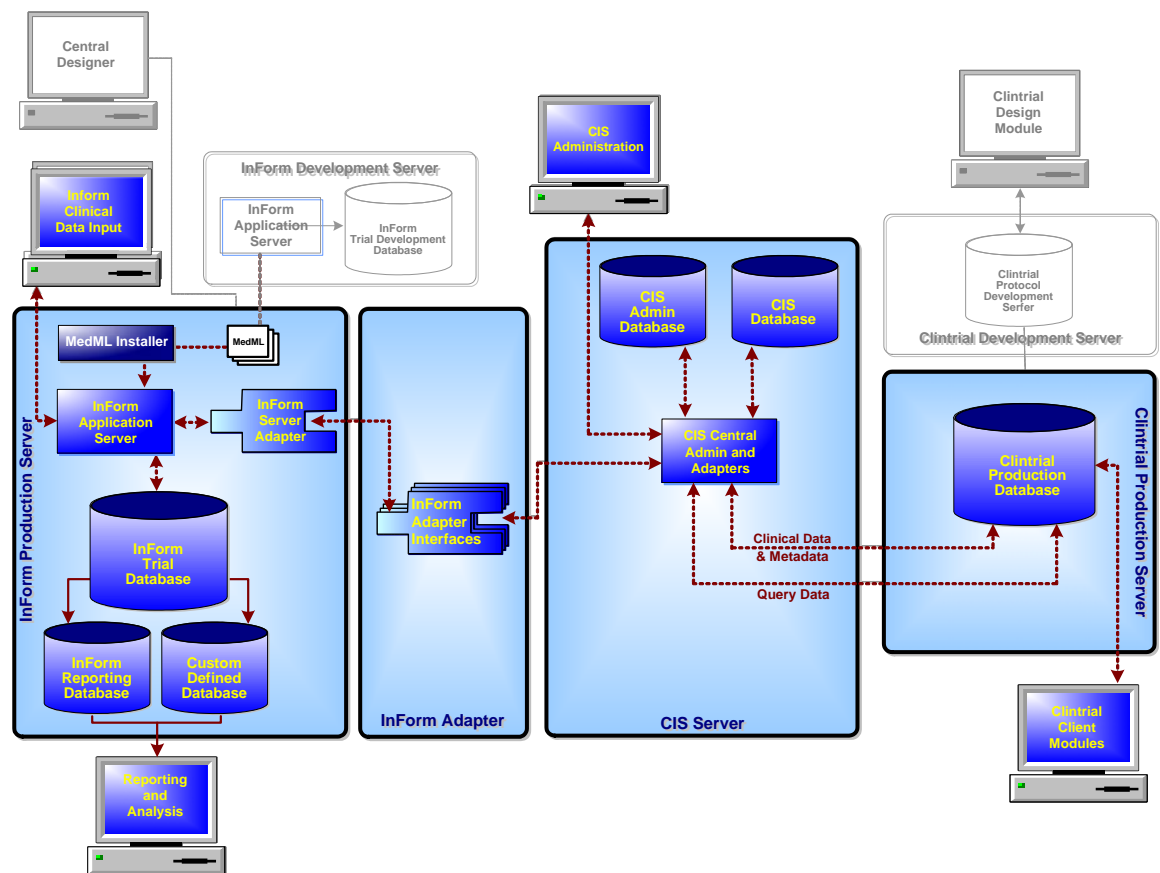 Central
Designer
Inform
Clinical
Data Input
InForm Development Server
InForm
Application
Server
InForm
Trial Development
Database
CIS
Administration
Clintrial
Design
Module
Clintrial
Protocol
Development
Serfer
Clintrial Development Server
MedML Installer
MedML
InForm
Application
Server
InForm
Server
Adapter
InForm
Trial
Database
InForm
Reporting
Database
Custom
Defined
Database
InForm Production Server
Reporting
and
Analysis
InForm
Adapter
Interfaces
InForm Adapter
CIS
Admin
Database
CIS
Database
CIS Central
Admin and
Adapters
Clinical Data
& Metadata
Query Data
CIS Server
Clintrial
Production
Database
Clintrial Production Server
Clintrial
Client
Modules